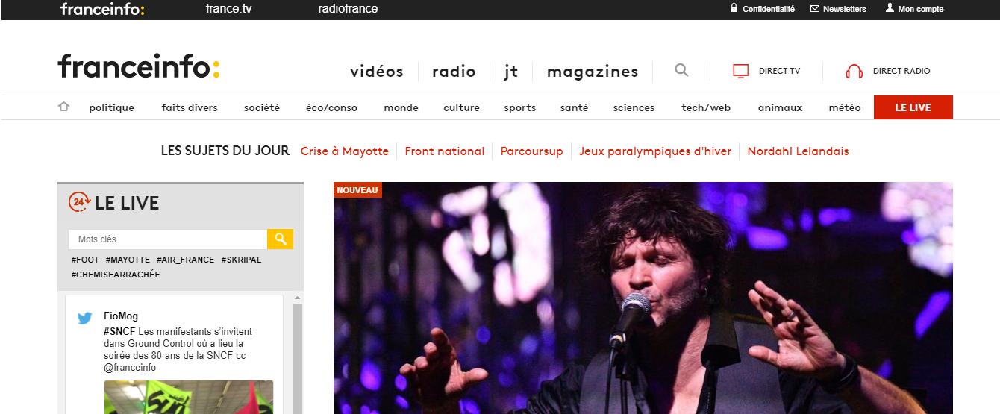 franceinfo: france.tv radiofrance Confidentialité Newsletters Mon compte
franceinfo: vidéos radio jt magazines DIRECT TV DIRECT RADIO
politique faits divers société éco/conso monde culture sports santé sciences tech/web animaux météo LE LIVE
LES SUJETS DU JOUR Crise à Mayotte Front national Parcoursup Jeux paralympiques d'hiver Nordahl Lelandais
24 LE LIVE
Mots clés
#FOOT #MAYOTTE #AIR_FRANCE #SKRIPAL
#CHEMISEARRACHÉE
FioMog
#SNCF Les manifestants s'invitent
dans Ground Control où a lieu la
soirée des 80 ans de la SNCF cc
@franceinfo
NOUVEAU